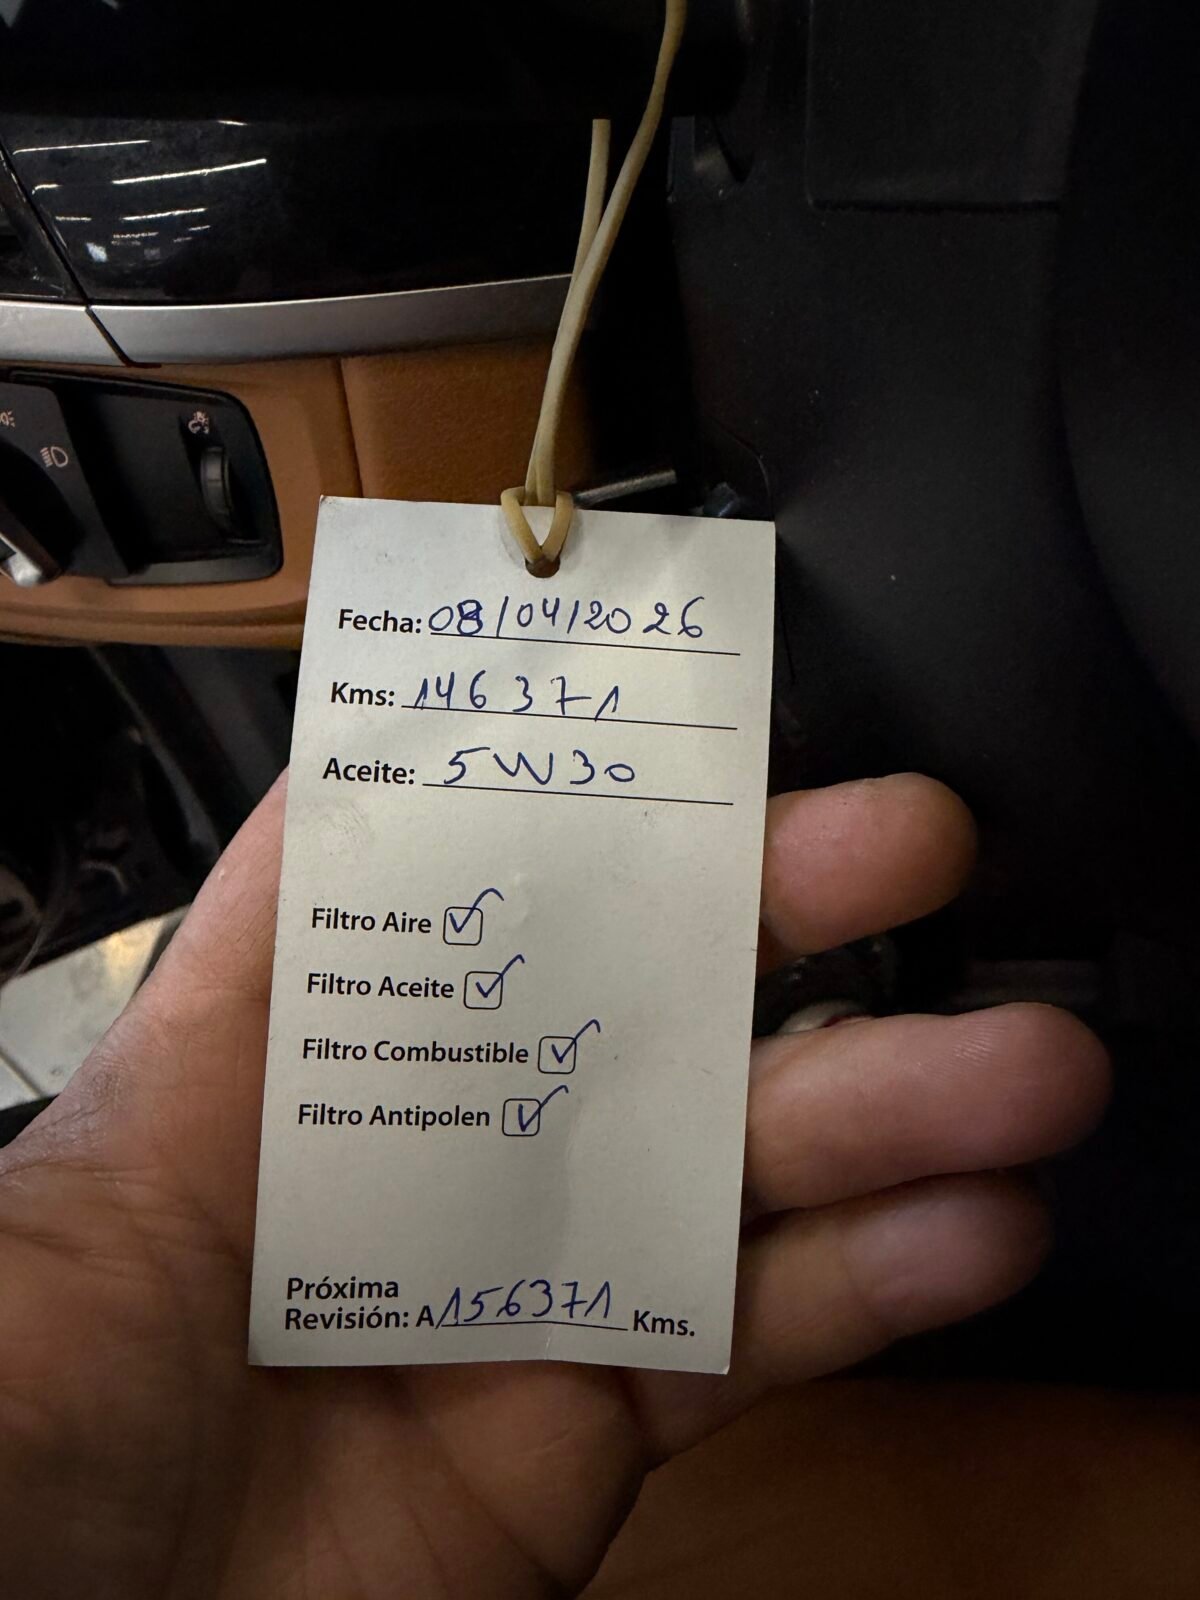 Fecha: 08/04/2026
Kms: 146371
Aceite: 5W30
Filtro Aire ☑
Filtro Aceite ☑
Filtro Combustible ☑
Filtro Antipolen ☑
Próxima
Revisión: A 156371 Kms.